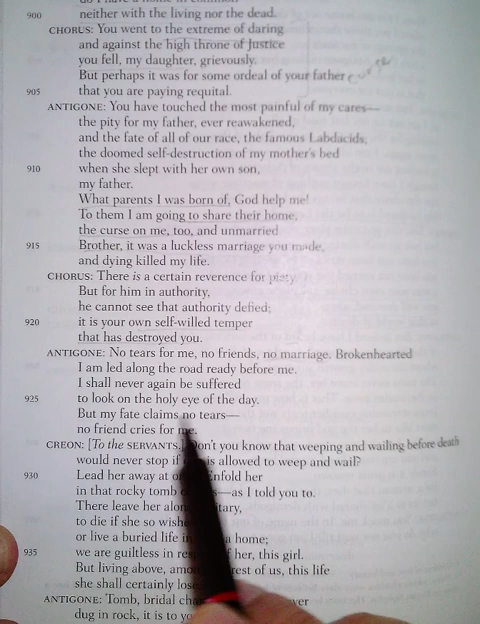 do I have a home in common
900 neither with the living nor the dead.
CHORUS: You went to the extreme of daring
and against the high throne of Justice
you fell, my daughter, grievously.
But perhaps it was for some ordeal of your father
905 that you are paying requital.
ANTIGONE: You have touched the most painful of my cares—
the pity for my father, ever reawakened,
and the fate of all of our race, the famous Labdacids,
the doomed self-destruction of my mother's bed
910 when she slept with her own son,
my father.
What parents I was born of, God help me!
To them I am going to share their home,
the curse on me, too, and unmarried
915 Brother, it was a luckless marriage you made,
and dying killed my life.
CHORUS: There is a certain reverence for piety.
But for him in authority,
he cannot see that authority defied;
920 it is your own self-willed temper
that has destroyed you.
ANTIGONE: No tears for me, no friends, no marriage. Brokenhearted
I am led along the road ready before me.
I shall never again be suffered
925 to look on the holy eye of the day.
But my fate claims no tears—
no friend cries for me.
CREON: [To the SERVANTS.] Don't you know that weeping and wailing before death
would never stop if is allowed to weep and wail?
930 Lead her away at Enfold her
in that rocky tomb —as I told you to.
There leave her
to die if she so
or live a buried life in a home;
935 we are guiltless in her, this girl.
But living above, rest of us, this life
she shall certainly lose
ANTIGONE: Tomb, bridal
dug in rock, it is to